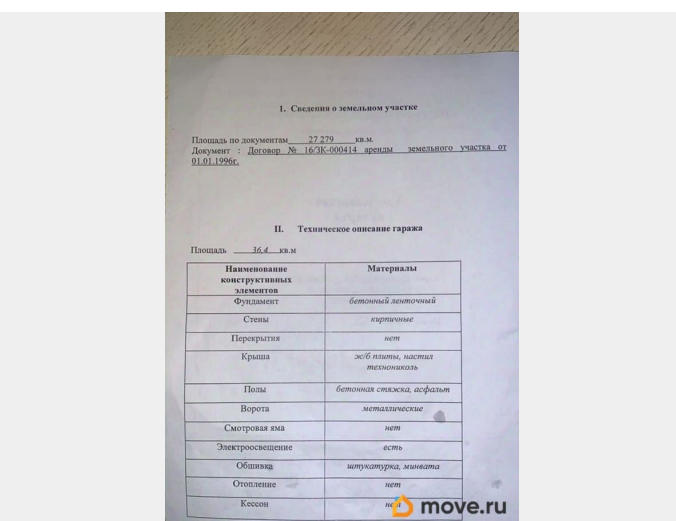 I. Сведения о земельном участке
Площадь по документам 27 279 кв.м.
Документ : Договор № 16/ЗК-000414 аренды земельного участка от
01.01.1996г.
II. Техническое описание гаража
Площадь 36,4 кв.м
Наименование конструктивных элементов Материалы
Фундамент бетонный ленточный
Стены кирпичные
Перекрытия нет
Крыша ж/б плиты, настил
технониколь
Полы бетонная стяжка, асфальт
Ворота металлические
Смотровая яма нет
Электроосвещение есть
Обшивка штукатурка, минвата
Отопление нет
Кессон нет
move.ru